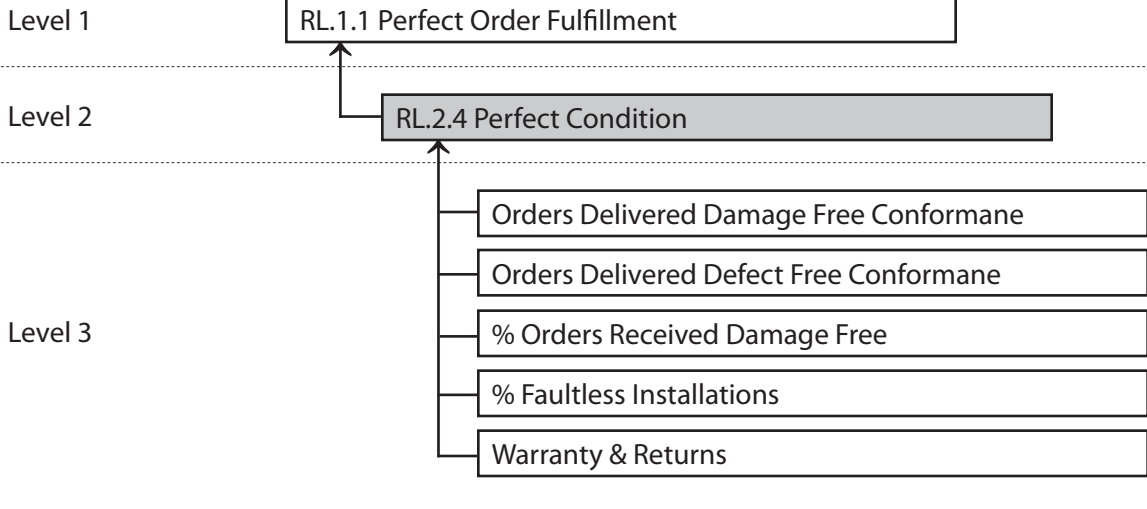 Level 1
RL.1.1 Perfect Order Fulfillment
Level 2
RL.2.4 Perfect Condition
Level 3
Orders Delivered Damage Free Conformane
Orders Delivered Defect Free Conformane
% Orders Received Damage Free
% Faultless Installations
Warranty & Returns